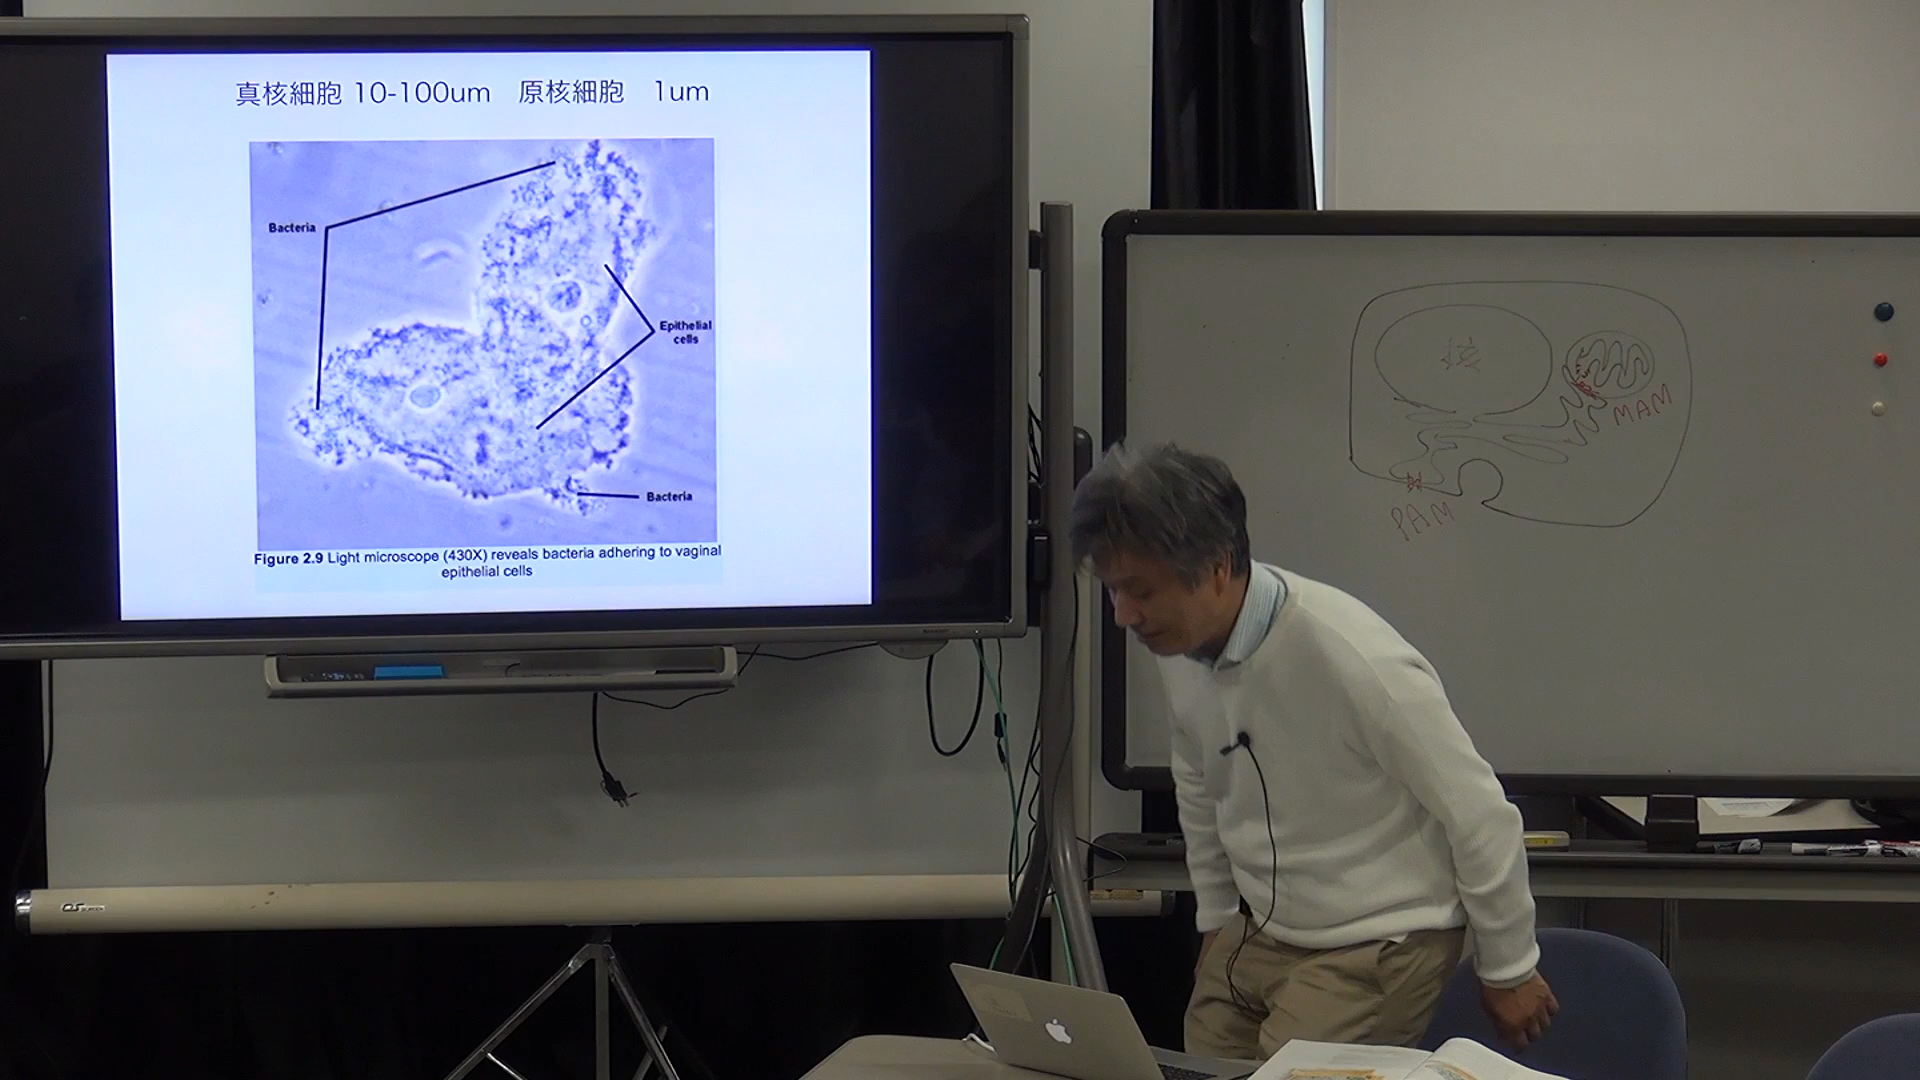 真核細胞 10-100um 原核細胞 1um
Bacteria
Epithelial
cells
Bacteria
Figure 2.9 Light microscope (430X) reveals bacteria adhering to vaginal
epithelial cells
核
MAM
PAM